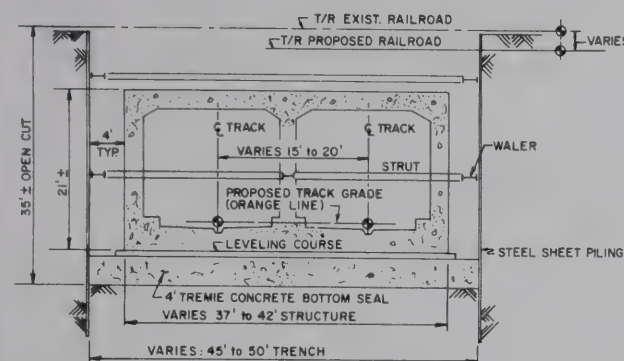 T/R EXIST. RAILROAD
T/R PROPOSED RAILROAD
VARIES
4'
TYP.
℄ TRACK
℄ TRACK
VARIES 15' to 20'
STRUT
WALER
35' ± OPEN CUT
21' ±
PROPOSED TRACK GRADE
(ORANGE LINE)
LEVELING COURSE
STEEL SHEET PILING
4' TREMIE CONCRETE BOTTOM SEAL
VARIES 37' to 42' STRUCTURE
VARIES: 45' to 50' TRENCH